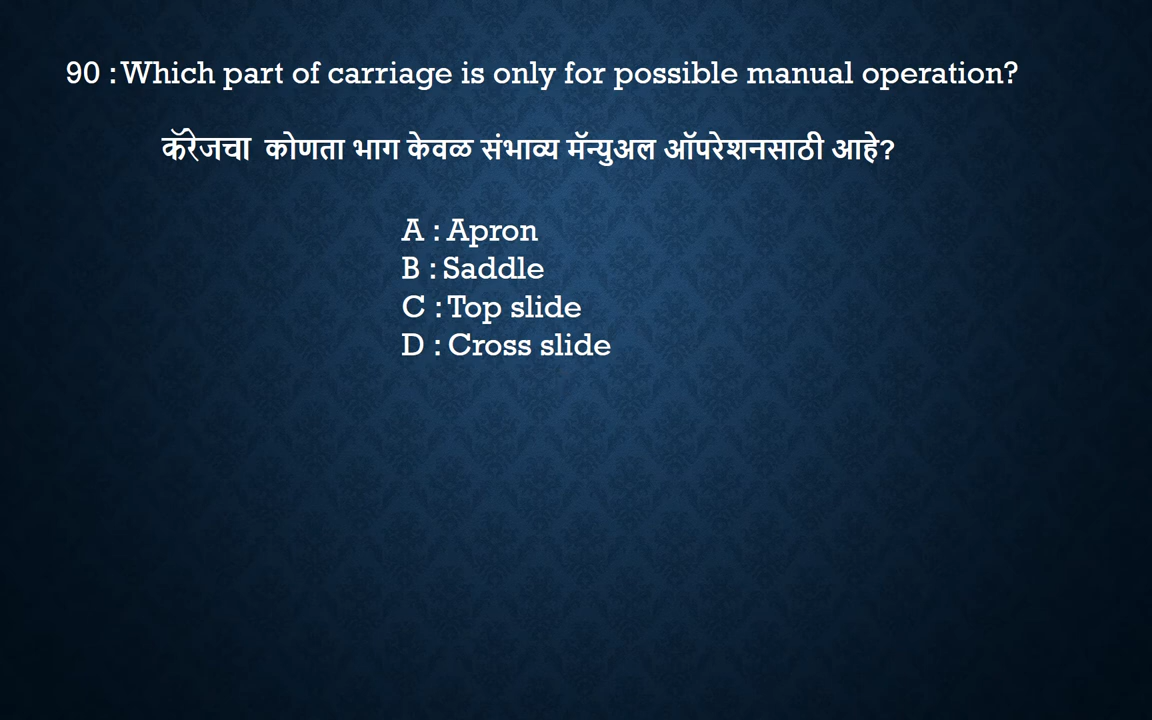 90 : Which part of carriage is only for possible manual operation?
कॅरेजचा कोणता भाग केवळ संभाव्य मॅन्युअल ऑपरेशनसाठी आहे?
A : Apron
B : Saddle
C : Top slide
D : Cross slide